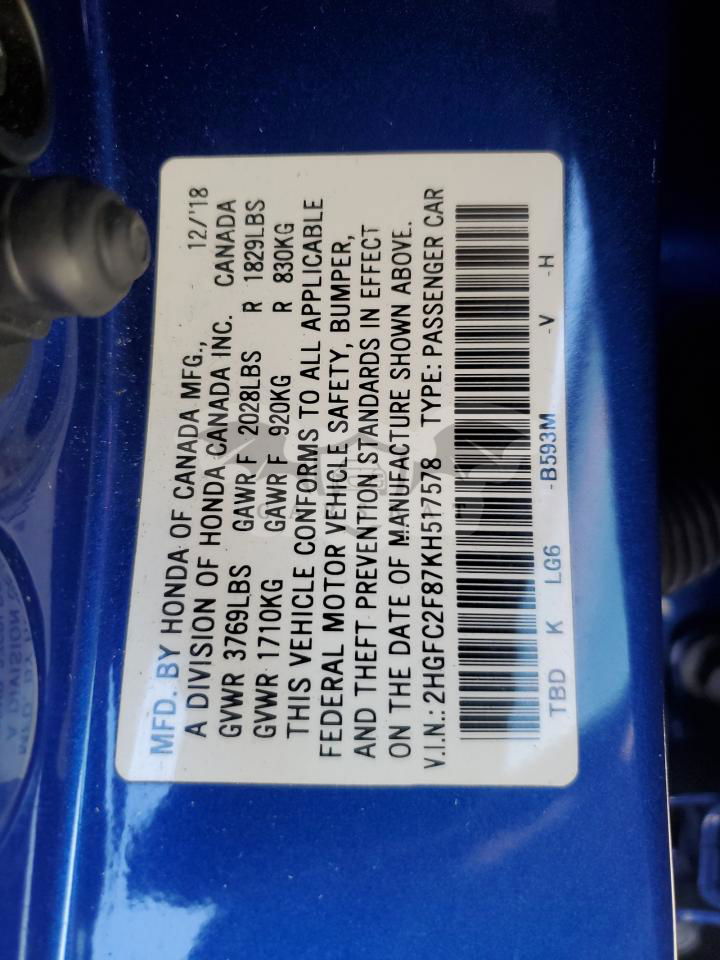 MFD. BY HONDA OF CANADA MFG., 12/'18
A DIVISION OF HONDA CANADA INC. CANADA
GVWR 3769LBS GAWR F 2028LBS R 1829LBS
GVWR 1710KG GAWR F 920KG R 830KG
THIS VEHICLE CONFORMS TO ALL APPLICABLE
FEDERAL MOTOR VEHICLE SAFETY, BUMPER,
AND THEFT PREVENTION STANDARDS IN EFFECT
ON THE DATE OF MANUFACTURE SHOWN ABOVE.
V.I.N.: 2HGFC2F87KH517578 TYPE: PASSENGER CAR
TBD K LG6 -B593M -V -H